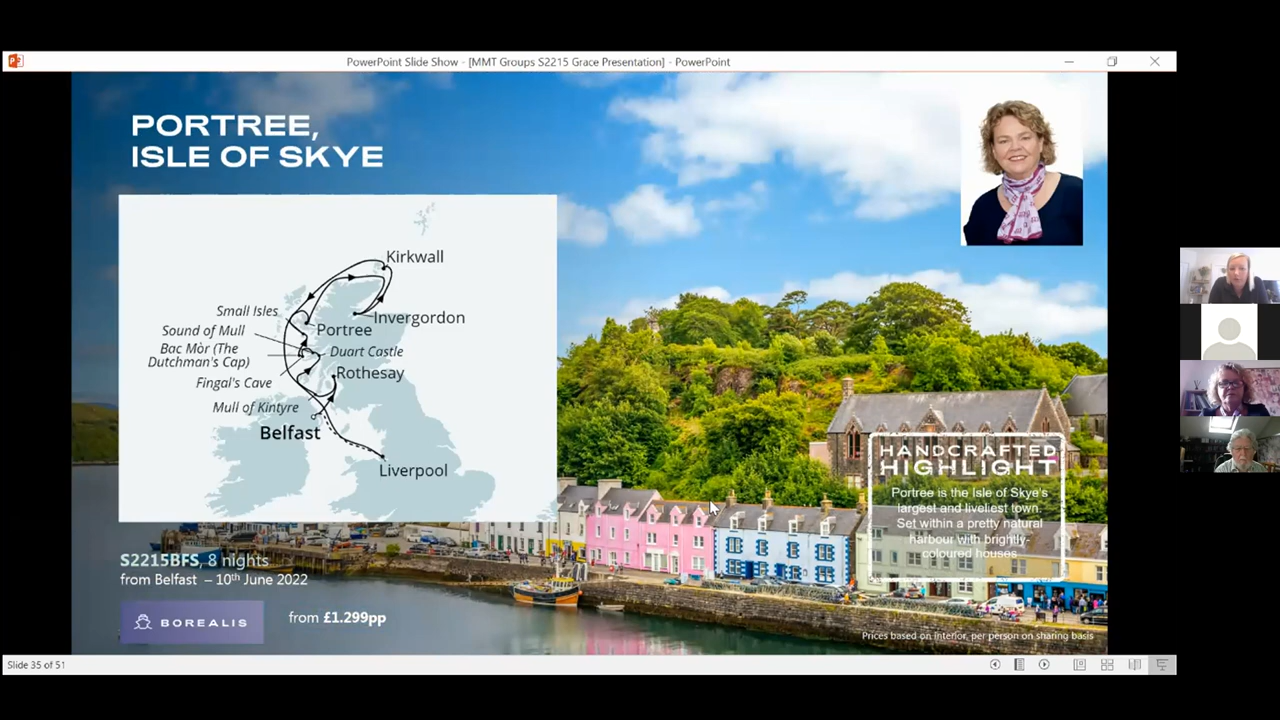 PowerPoint Slide Show - [MMT Groups S2215 Grace Presentation] - PowerPoint
PORTREE,
ISLE OF SKYE
Kirkwall
Small Isles
Invergordon
Sound of Mull
Portree
Bac Mòr (The
Dutchman's Cap)
Duart Castle
Rothesay
Fingal's Cave
Mull of Kintyre
Belfast
Liverpool
HANDCRAFTED
HIGHLIGHT
Portree is the Isle of Skye's
largest and liveliest town.
Set within a pretty natural
harbour with brightly-
coloured houses
S2215BFS, 8 nights
from Belfast – 10th June 2022
BOREALIS
from £1.299pp
Prices based on interior, per person on sharing basis
Slide 35 of 51